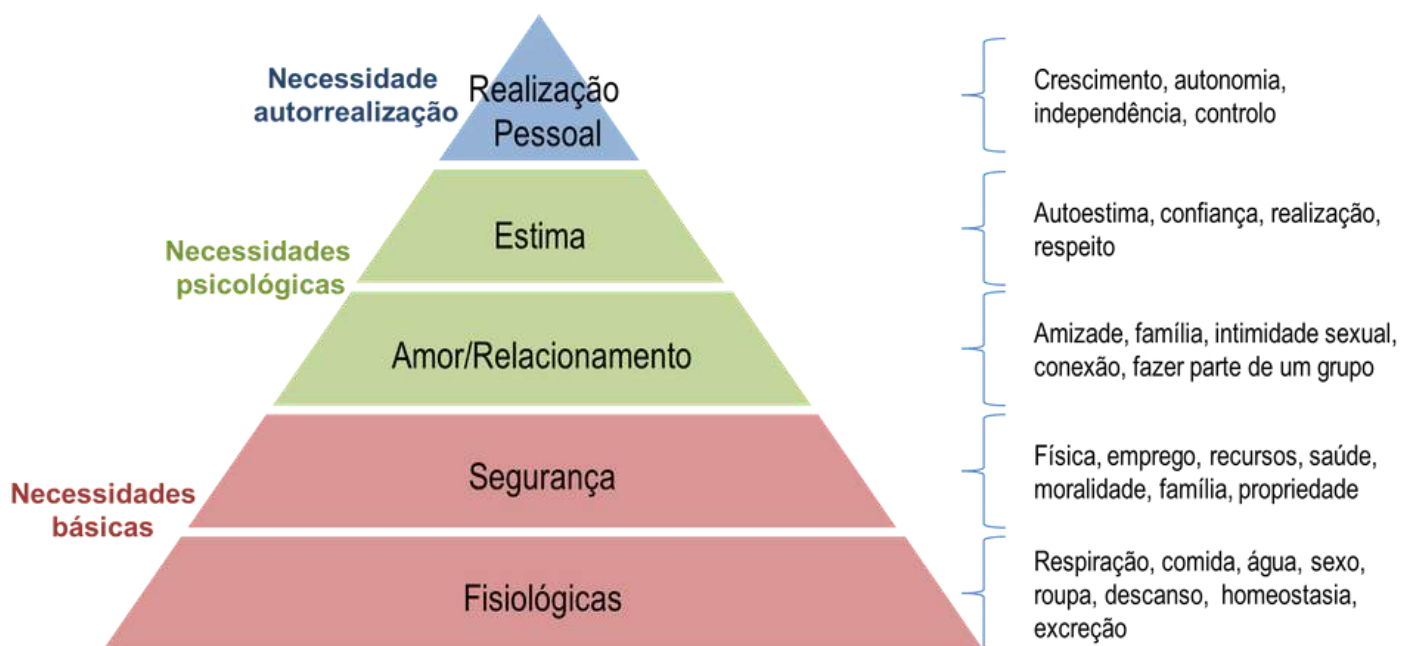 Necessidade
autorrealização
Realização
Pessoal
Crescimento, autonomia,
independência, controlo
Necessidades
psicológicas
Estima
Autoestima, confiança, realização,
respeito
Amor/Relacionamento
Amizade, família, intimidade sexual,
conexão, fazer parte de um grupo
Necessidades
básicas
Segurança
Física, emprego, recursos, saúde,
moralidade, família, propriedade
Fisiológicas
Respiração, comida, água, sexo,
roupa, descanso, homeostasia,
excreção